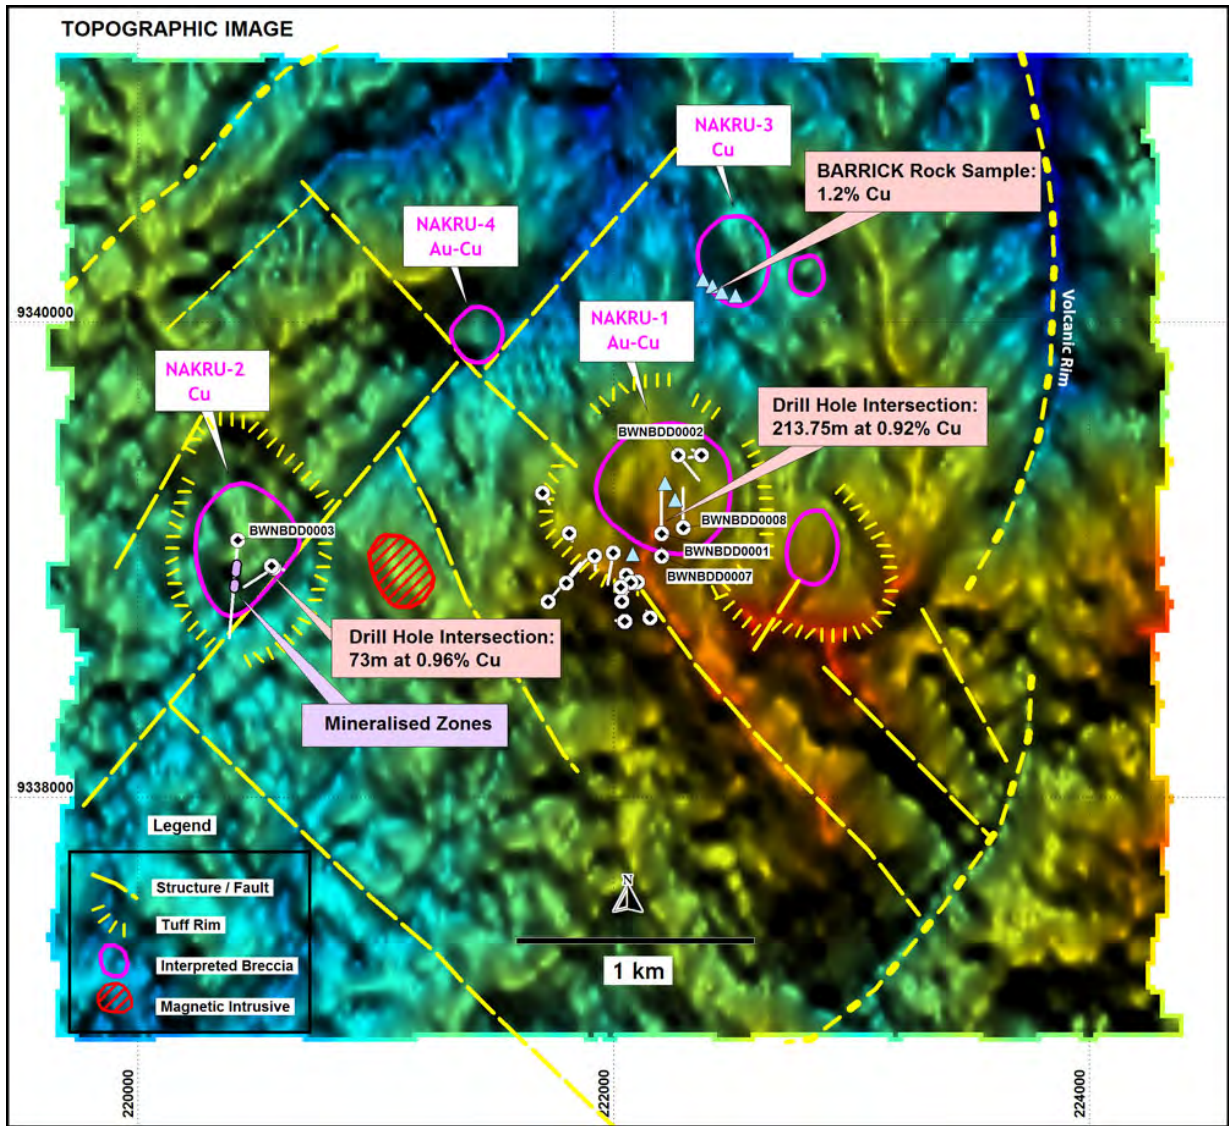 TOPOGRAPHIC IMAGE
NAKRU-3
Cu
BARRICK Rock Sample:
1.2% Cu
NAKRU-4
Au-Cu
Volcanic Rim
9340000
NAKRU-1
Au-Cu
NAKRU-2
Cu
Drill Hole Intersection:
213.75m at 0.92% Cu
BWNBDD0002
BWNBDD0003
BWNBDD0008
BWNBDD0001
BWNBDD0007
Drill Hole Intersection:
73m at 0.96% Cu
Mineralised Zones
9338000
Legend
Structure / Fault
Tuff Rim
Interpreted Breccia
Magnetic Intrusive
N
1 km
220000
222000
224000